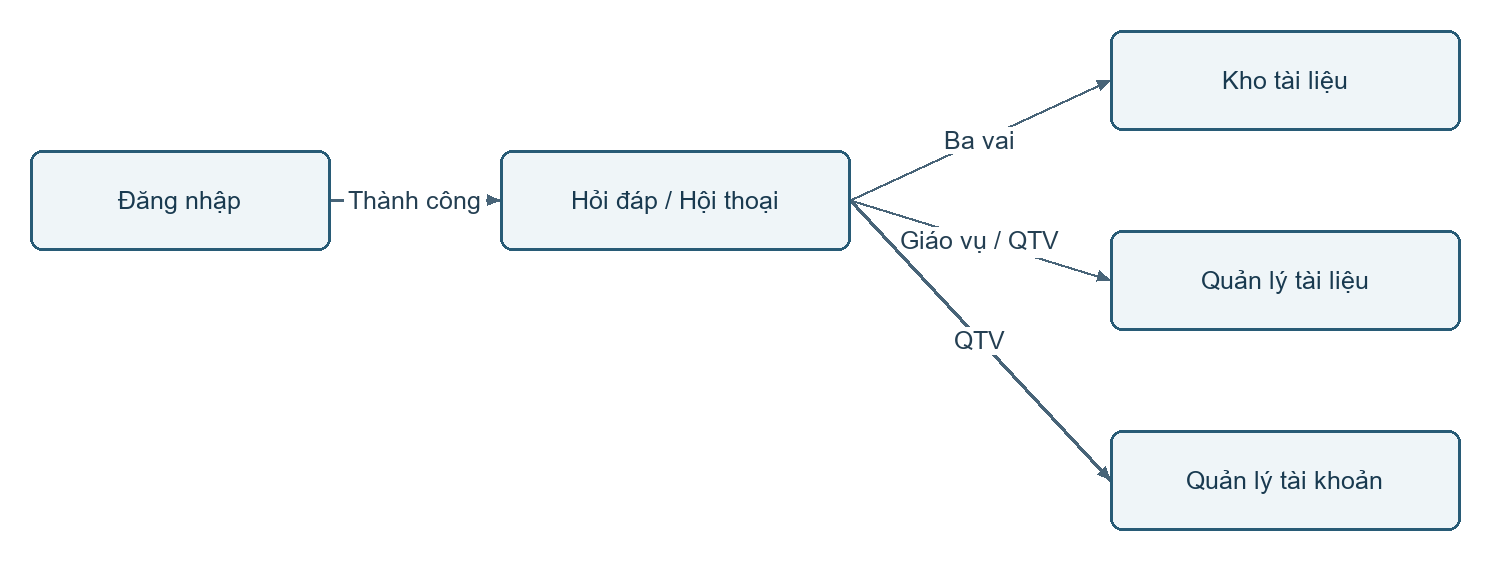 Đăng nhập
Thành công
Hỏi đáp / Hội thoại
Ba vai
Kho tài liệu
Giáo vụ / QTV
Quản lý tài liệu
QTV
Quản lý tài khoản